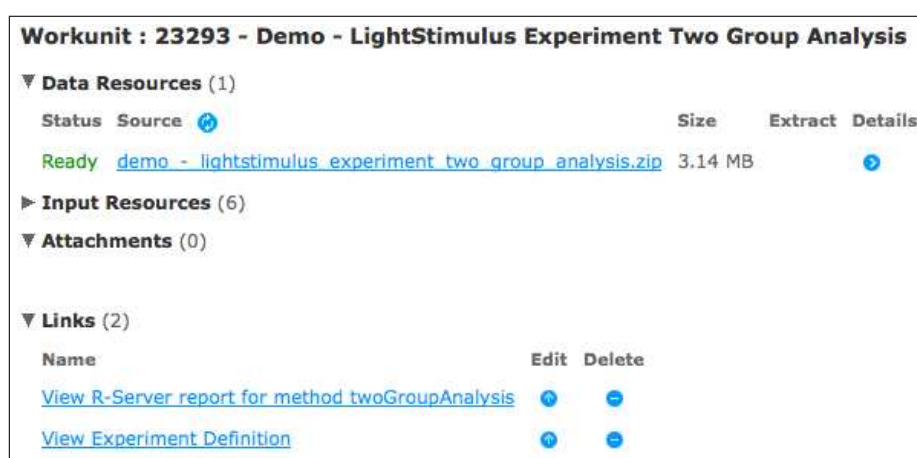 Workunit : 23293 - Demo - LightStimulus Experiment Two Group Analysis
Data Resources (1)
Status Source Size Extract Details
Ready demo - lightstimulus experiment two group analysis.zip 3.14 MB
Input Resources (6)
Attachments (0)
Links (2)
Name Edit Delete
View R-Server report for method twoGroupAnalysis
View Experiment Definition